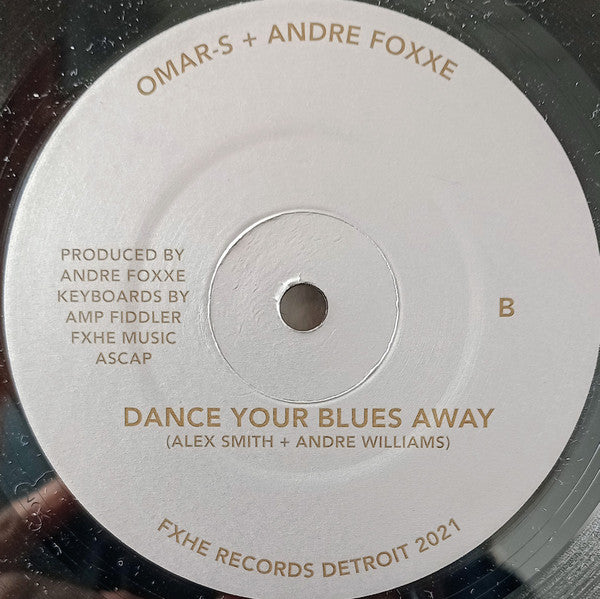 OMAR-S + ANDRE FOXXE
PRODUCED BY
ANDRE FOXXE
KEYBOARDS BY
AMP FIDDLER
FXHE MUSIC
ASCAP
B
DANCE YOUR BLUES AWAY
(ALEX SMITH + ANDRE WILLIAMS)
FXHE RECORDS DETROIT 2021